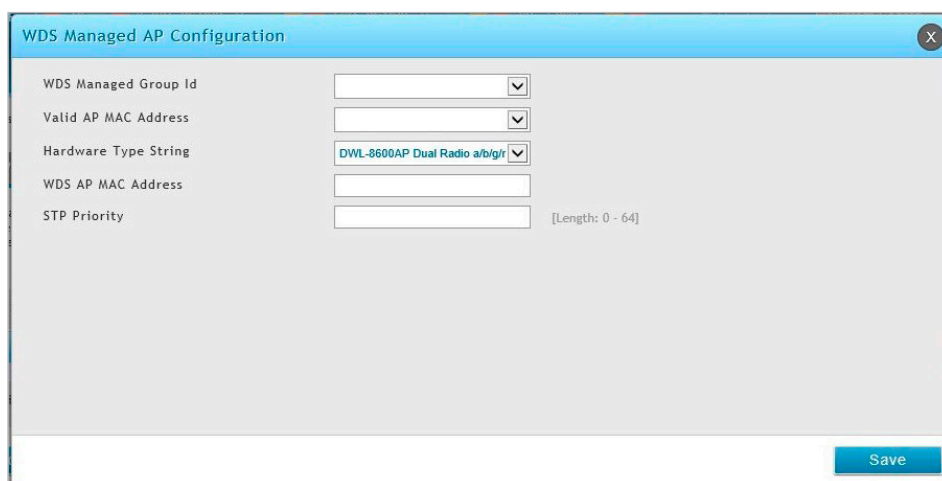 WDS Managed AP Configuration
X
WDS Managed Group Id
Valid AP MAC Address
Hardware Type String DWL-8600AP Dual Radio a/b/g/r
WDS AP MAC Address
STP Priority [Length: 0 - 64]
Save